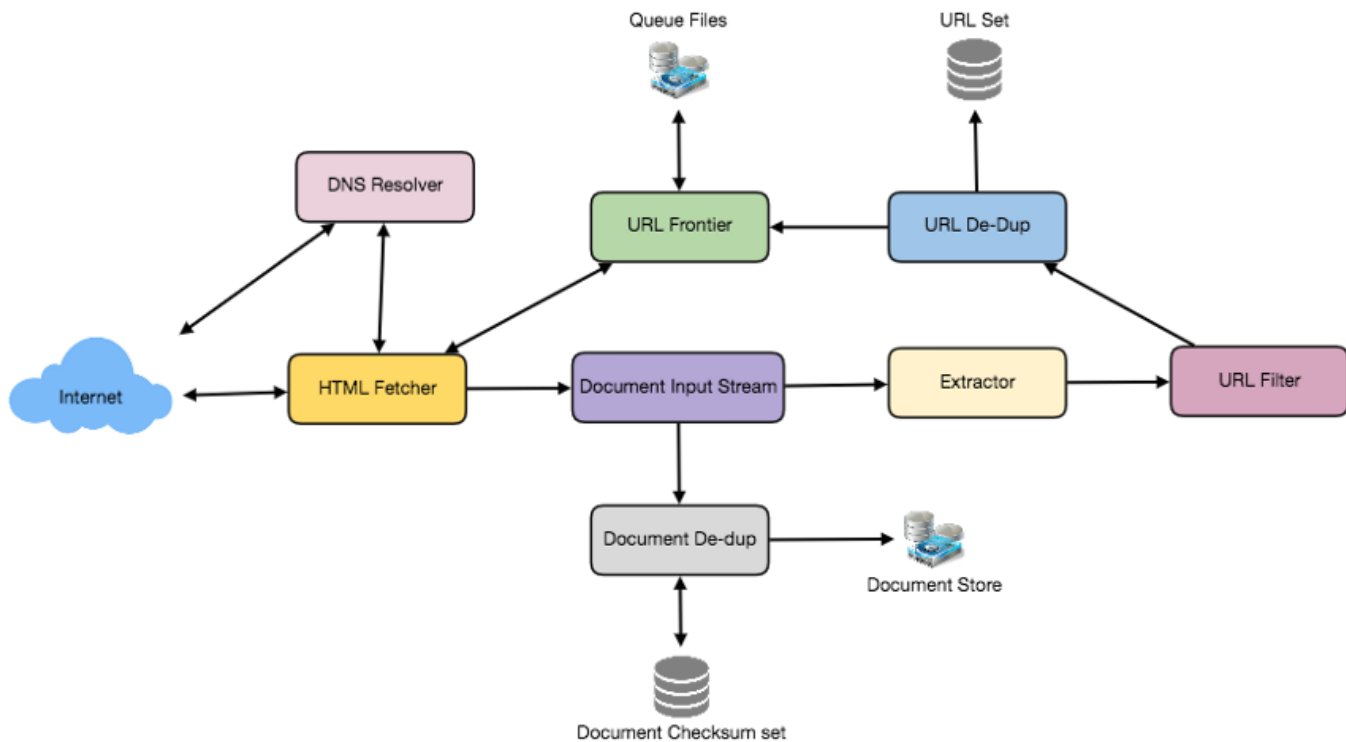 Queue Files
URL Set
DNS Resolver
URL Frontier
URL De-Dup
Internet
HTML Fetcher
Document Input Stream
Extractor
URL Filter
Document De-dup
Document Store
Document Checksum set